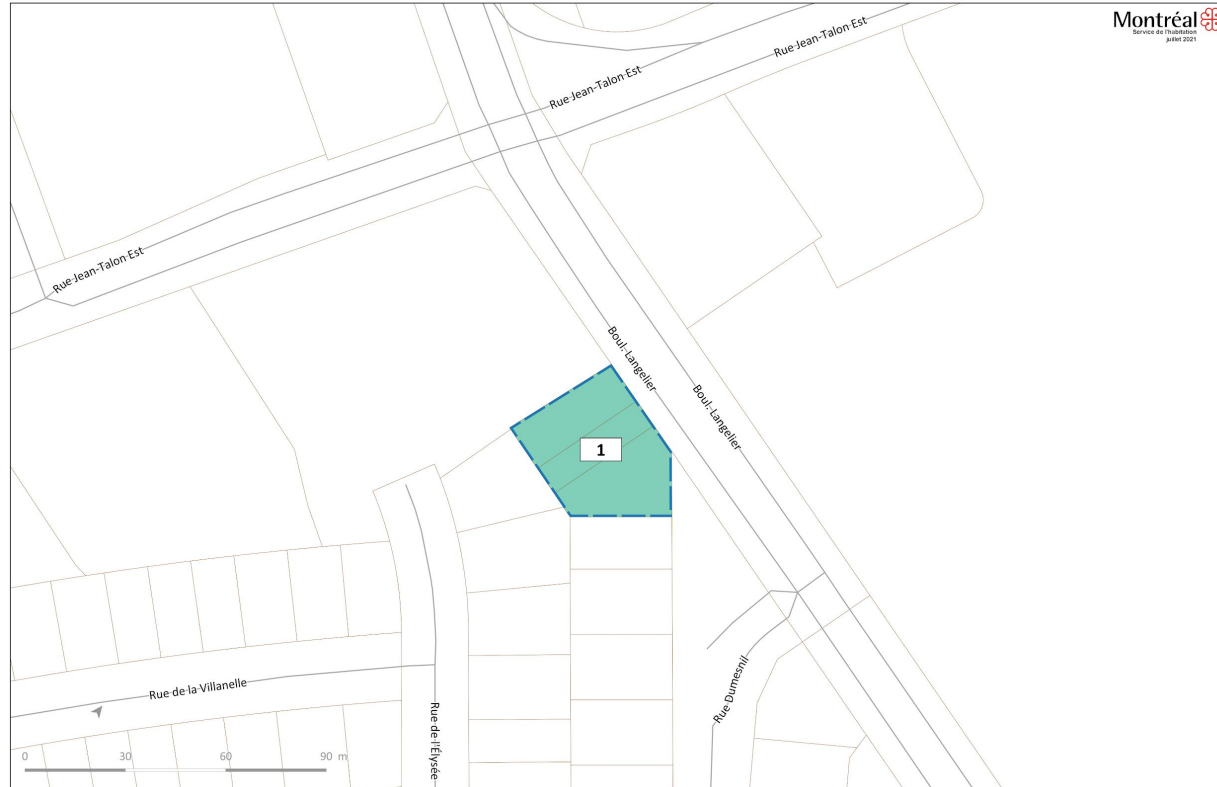 Montréal
Service de l'habitation
juillet 2021
Rue Jean-Talon Est
Rue Jean-Talon Est
Rue Jean-Talon Est
Boul. Langelier
Boul. Langelier
1
Rue de la Villanelle
Rue de l'Élysée
Rue Dumesnil
0 30 60 90 m